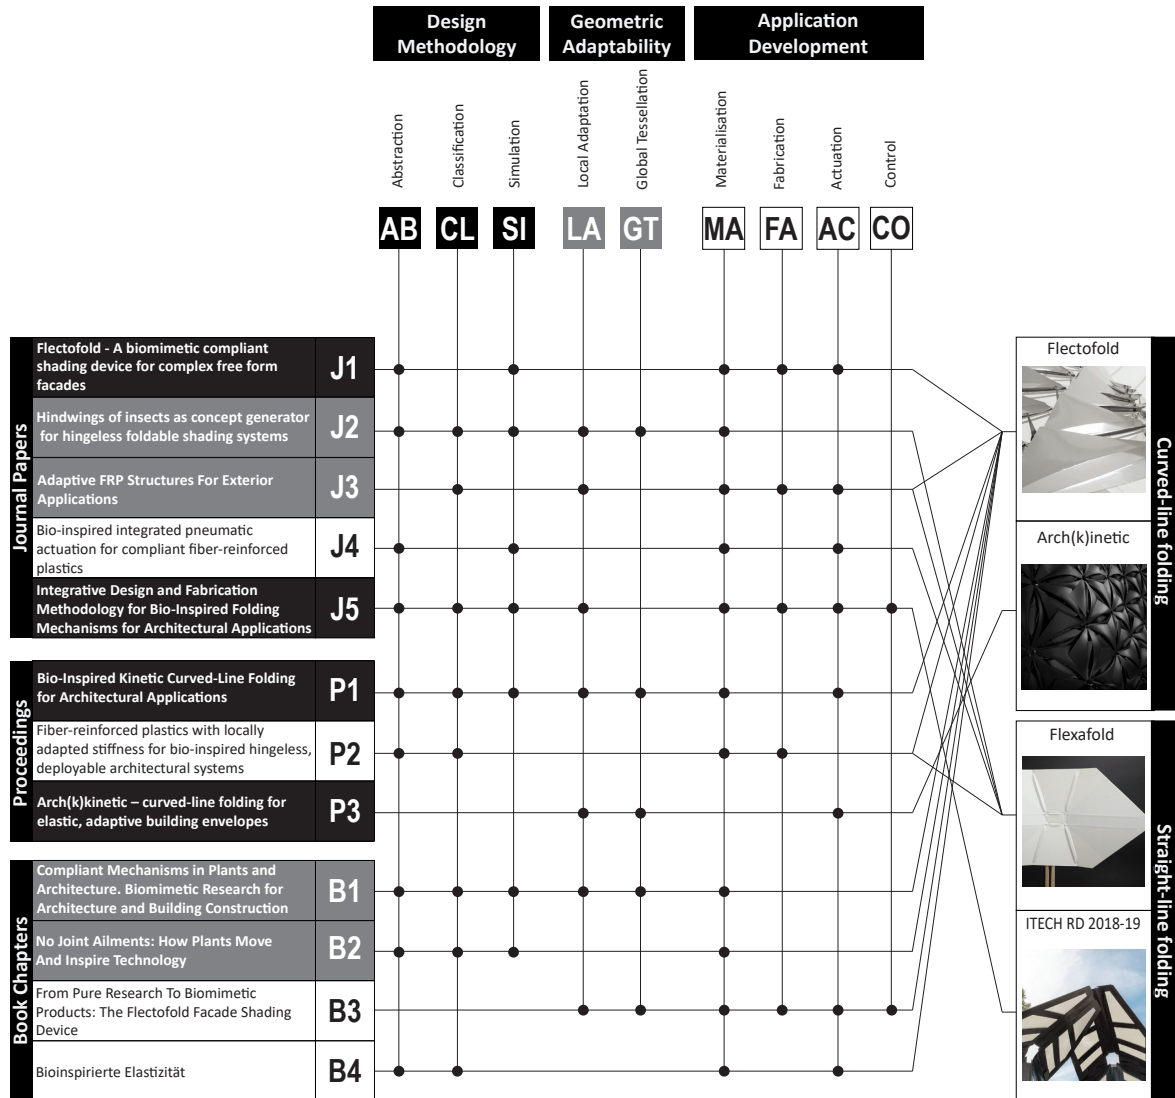 Design
Methodology
Geometric
Adaptability
Application
Development
Abstraction
Classification
Simulation
Local Adaptation
Global Tessellation
Materialisation
Fabrication
Actuation
Control
AB
CL
SI
LA
GT
MA
FA
AC
CO
Journal Papers
Flectofold - A biomimetic compliant
shading device for complex free form
facades
J1
Hindwings of insects as concept generator
for hingeless foldable shading systems
J2
Adaptive FRP Structures For Exterior
Applications
J3
Bio-inspired integrated pneumatic
actuation for compliant fiber-reinforced
plastics
J4
Integrative Design and Fabrication
Methodology for Bio-Inspired Folding
Mechanisms for Architectural Applications
J5
Proceedings
Bio-Inspired Kinetic Curved-Line Folding
for Architectural Applications
P1
Fiber-reinforced plastics with locally
adapted stiffness for bio-inspired hingeless,
deployable architectural systems
P2
Arch(k)kinetic – curved-line folding for
elastic, adaptive building envelopes
P3
Book Chapters
Compliant Mechanisms in Plants and
Architecture. Biomimetic Research for
Architecture and Building Construction
B1
No Joint Ailments: How Plants Move
And Inspire Technology
B2
From Pure Research To Biomimetic
Products: The Flectofold Facade Shading
Device
B3
Bioinspirierte Elastizität
B4
Flectofold
Arch(k)inetic
Curved-line folding
Flexafold
ITECH RD 2018-19
Straight-line folding